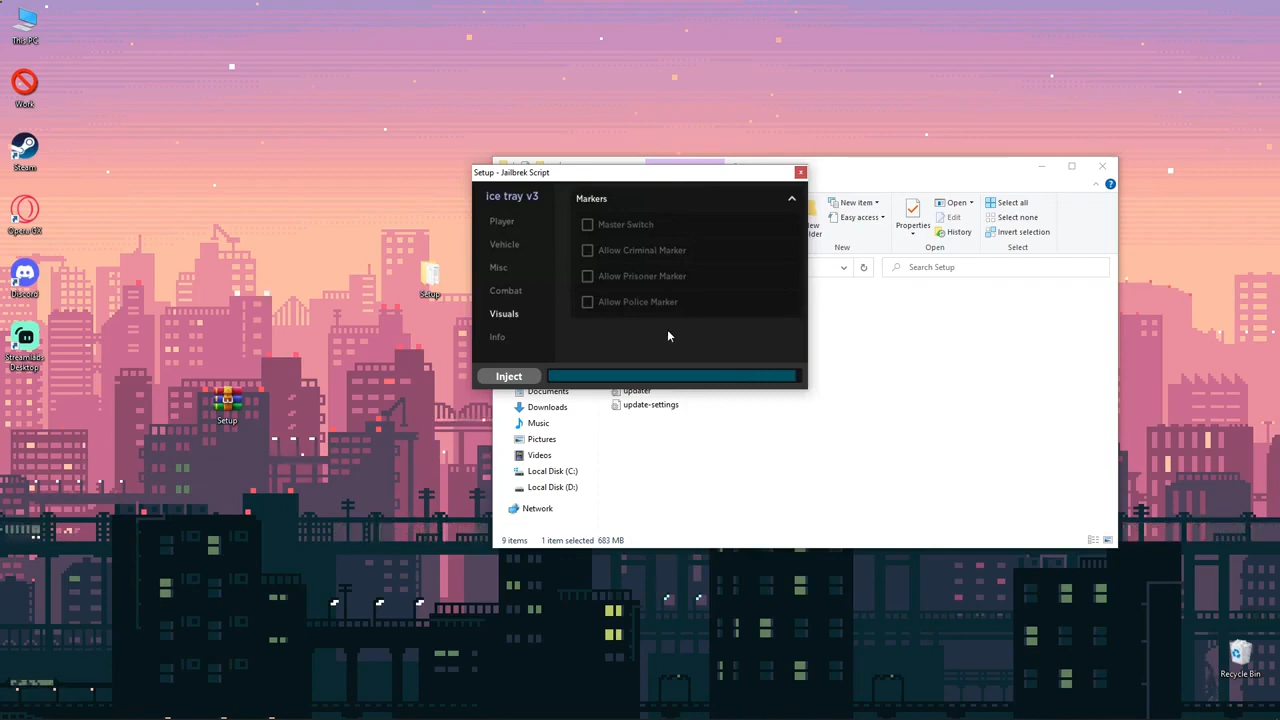 This PC
Work
Steam
Opera GX
Discord
Streamlabs
Desktop
Setup
Setup
Setup - Jailbrek Script
x
ice tray v3
Player
Vehicle
Misc
Combat
Visuals
Info
Markers
Master Switch
Allow Criminal Marker
Allow Prisoner Marker
Allow Police Marker
Inject
New item
Easy access
New
Properties
Open
Edit
History
Open
Select all
Select none
Invert selection
Select
Search Setup
Documents
Downloads
Music
Pictures
Videos
Local Disk (C:)
Local Disk (D:)
Network
updater
update-settings
9 items 1 item selected 683 MB
Recycle Bin